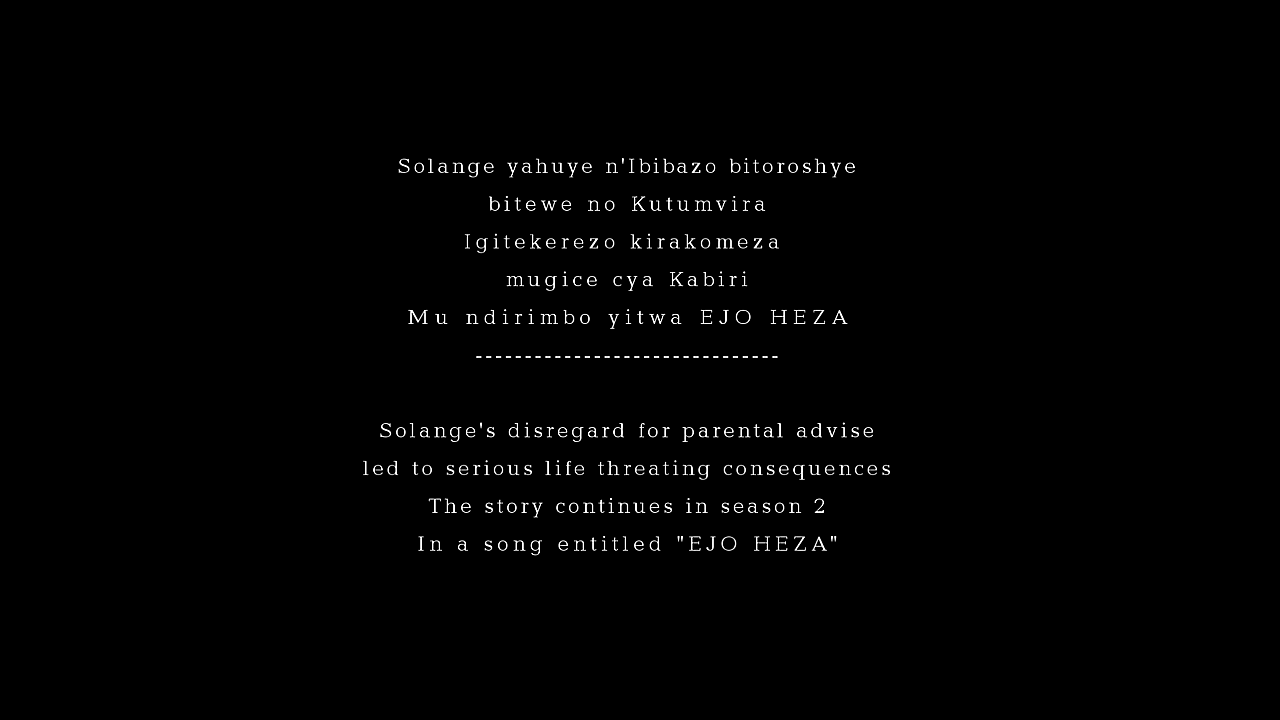 Solange yahuye n'Ibibazo bitoroshye
bitewe no Kutumvira
Igitekerezo kirakomeza
mugice cya Kabiri
Mu ndirimbo yitwa EJO HEZA
-------------------------------
Solange's disregard for parental advise
led to serious life threating consequences
The story continues in season 2
In a song entitled "EJO HEZA"